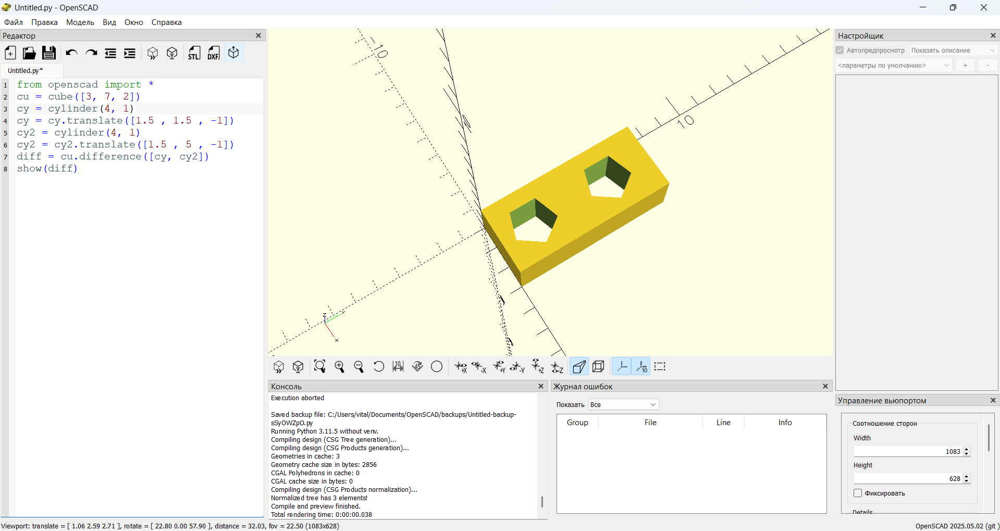 Untitled.py - OpenSCAD
Файл Правка Модель Вид Окно Справка
Редактор
STL DXF
Untitled.py*
1 from openscad import *
2 cu = cube([3, 7, 2])
3 cy = cylinder(4, 1)
4 cy = cy.translate([1.5 , 1.5 , -1])
5 cy2 = cylinder(4, 1)
6 cy2 = cy2.translate([1.5 , 5 , -1])
7 diff = cu.difference([cy, cy2])
8 show(diff)
10
10
z
x
Консоль
Execution aborted
Saved backup file: C:/Users/vital/Documents/OpenSCAD/backups/Untitled-backup-
sSyOWZpO.py
Running Python 3.11.5 without venv.
Compiling design (CSG Tree generation)...
Compiling design (CSG Products generation)...
Geometries in cache: 3
Geometry cache size in bytes: 2856
CGAL Polyhedrons in cache: 0
CGAL cache size in bytes: 0
Compiling design (CSG Products normalization)...
Normalized tree has 3 elements!
Compile and preview finished.
Total rendering time: 0:00:00.038
Журнал ошибок
Показать Все
Group File Line Info
Настройщик
Автопредпросмотр Показать описание
<параметры по умолчанию> + -
Управление вьюпортом
Соотношение сторон
Width
1083
Height
628
Фиксировать
Details
Viewport: translate = [ 1.06 2.59 2.71 ], rotate = [ 22.80 0.00 57.90 ], distance = 32.03, fov = 22.50 (1083x628)
OpenSCAD 2025.05.02 (git )